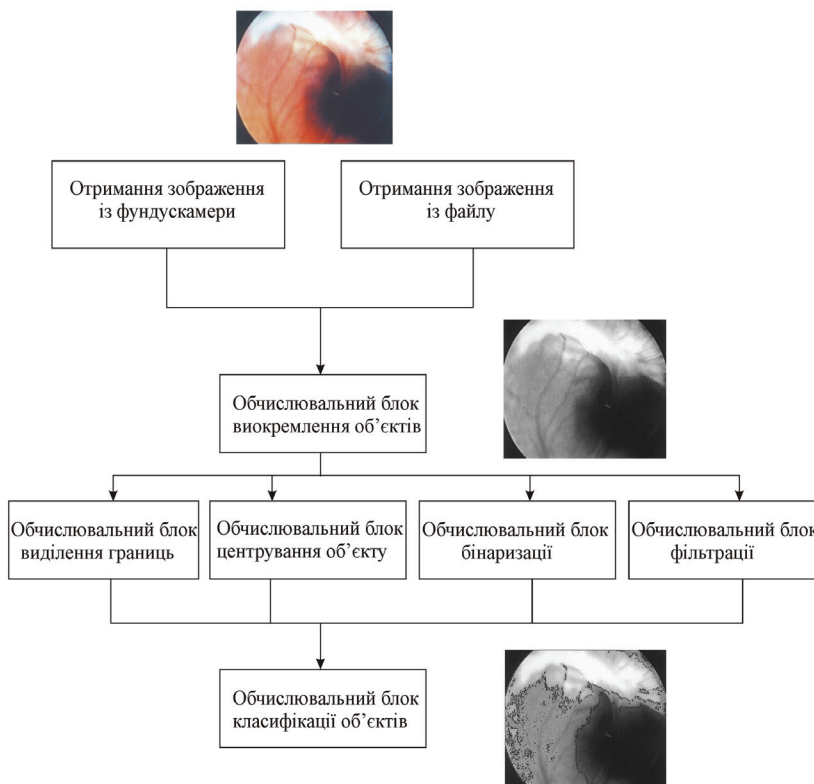 Отримання зображення
із фундускамери
Отримання зображення
із файлу
Обчислювальний блок
виокремлення об’єктів
Обчислювальний блок
виділення границь
Обчислювальний блок
центрування об’єкту
Обчислювальний блок
бінаризації
Обчислювальний блок
фільтрації
Обчислювальний блок
класифікації об’єктів